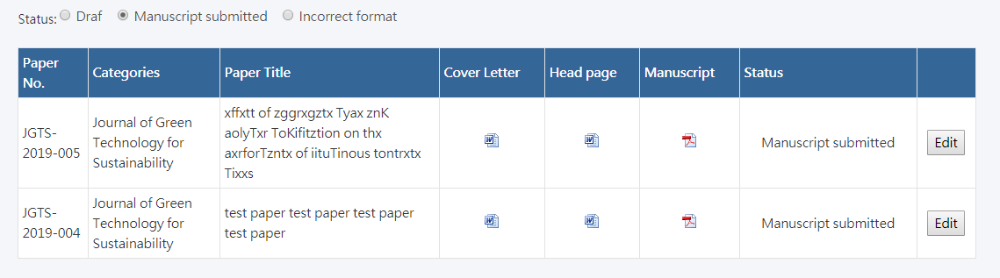 Status: Draf Manuscript submitted Incorrect format
Paper No. Categories Paper Title Cover Letter Head page Manuscript Status
JGTS-2019-005
Journal of Green
Technology for
Sustainability
xffxtt of zggrxgztx Tyax znK
aolyTxr ToKifitztion on thx
axrforTzntx of iituTinous tontrxtx
Tixxs
Manuscript submitted
Edit
JGTS-2019-004
Journal of Green
Technology for
Sustainability
test paper test paper test paper
test paper
Manuscript submitted
Edit